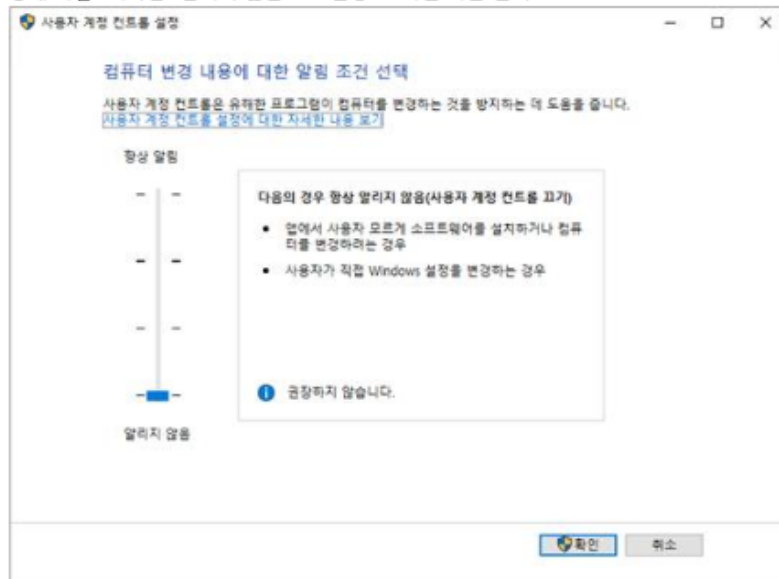 사용자 계정 컨트롤 설정
컴퓨터 변경 내용에 대한 알림 조건 선택
사용자 계정 컨트롤은 유해한 프로그램이 컴퓨터를 변경하는 것을 방지하는 데 도움을 줍니다.
사용자 계정 컨트롤 설정에 대한 자세한 내용 보기
항상 알림
다음의 경우 항상 알리지 않음(사용자 계정 컨트롤 끄기)
• 앱에서 사용자 모르게 소프트웨어를 설치하거나 컴퓨
터를 변경하려는 경우
• 사용자가 직접 Windows 설정을 변경하는 경우
권장하지 않습니다.
알리지 않음
확인 취소